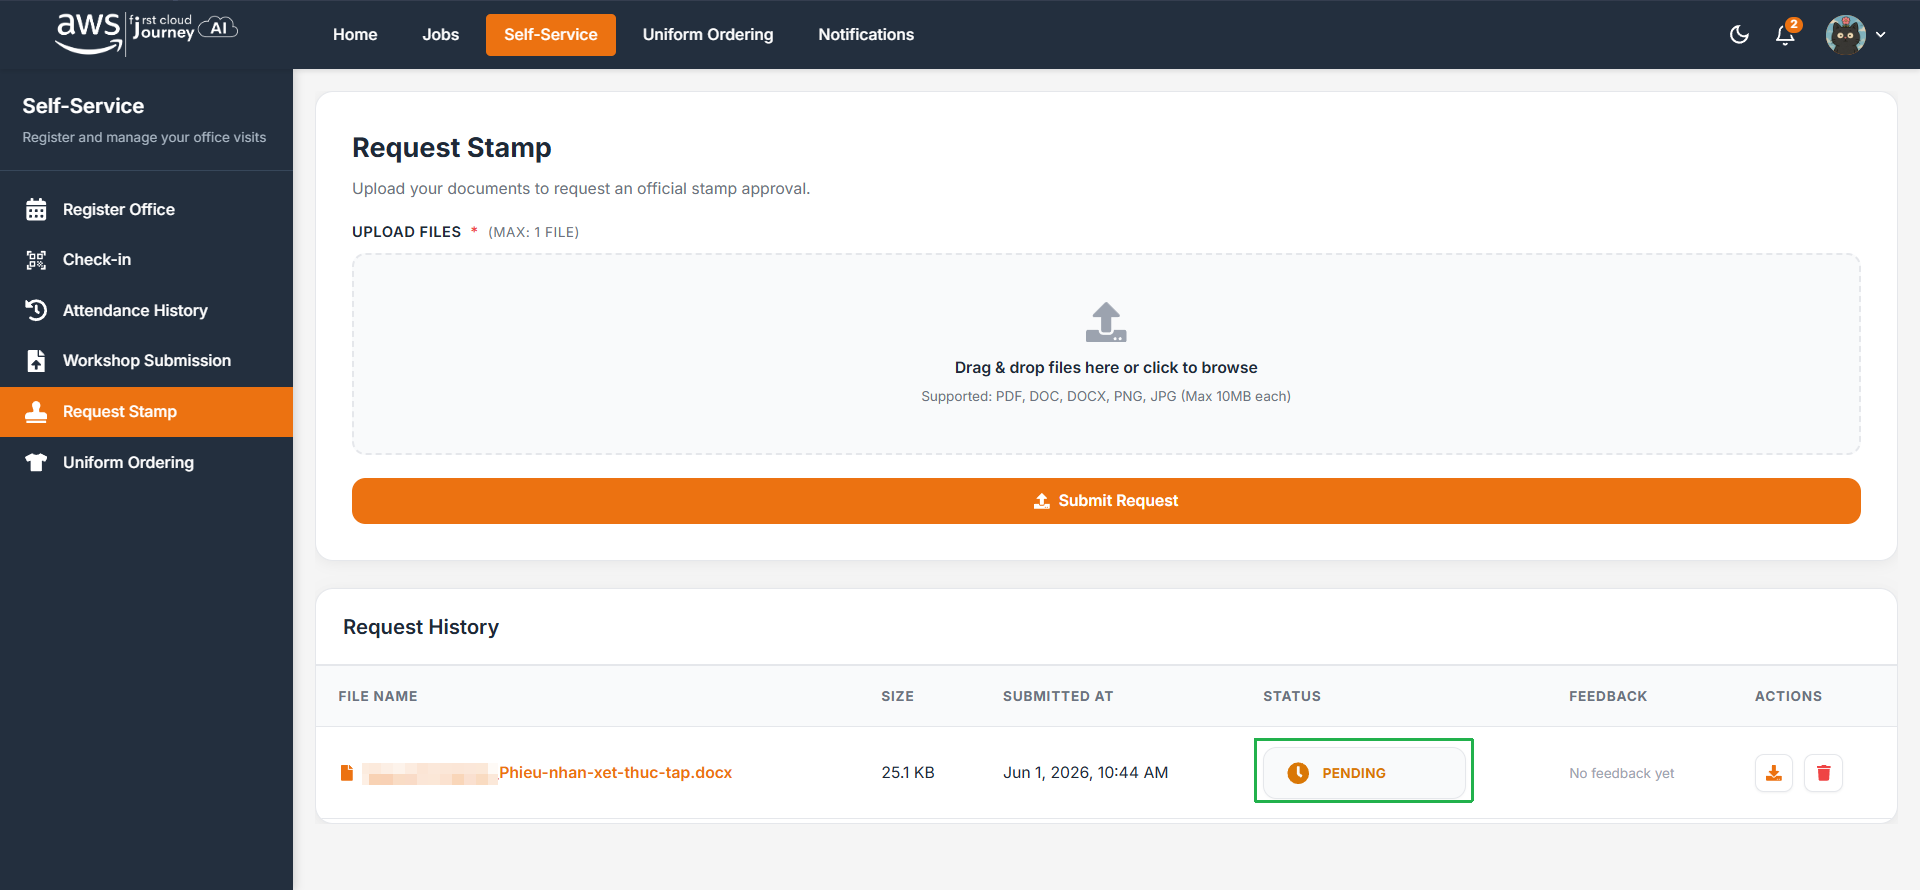 aws first cloud journey AI
Home
Jobs
Self-Service
Uniform Ordering
Notifications
2
Self-Service
Register and manage your office visits
Register Office
Check-in
Attendance History
Workshop Submission
Request Stamp
Uniform Ordering
Request Stamp
Upload your documents to request an official stamp approval.
UPLOAD FILES * (MAX: 1 FILE)
Drag & drop files here or click to browse
Supported: PDF, DOC, DOCX, PNG, JPG (Max 10MB each)
Submit Request
Request History
FILE NAME
SIZE
SUBMITTED AT
STATUS
FEEDBACK
ACTIONS
_Phieu-nhan-xet-thuc-tap.docx
25.1 KB
Jun 1, 2026, 10:44 AM
PENDING
No feedback yet